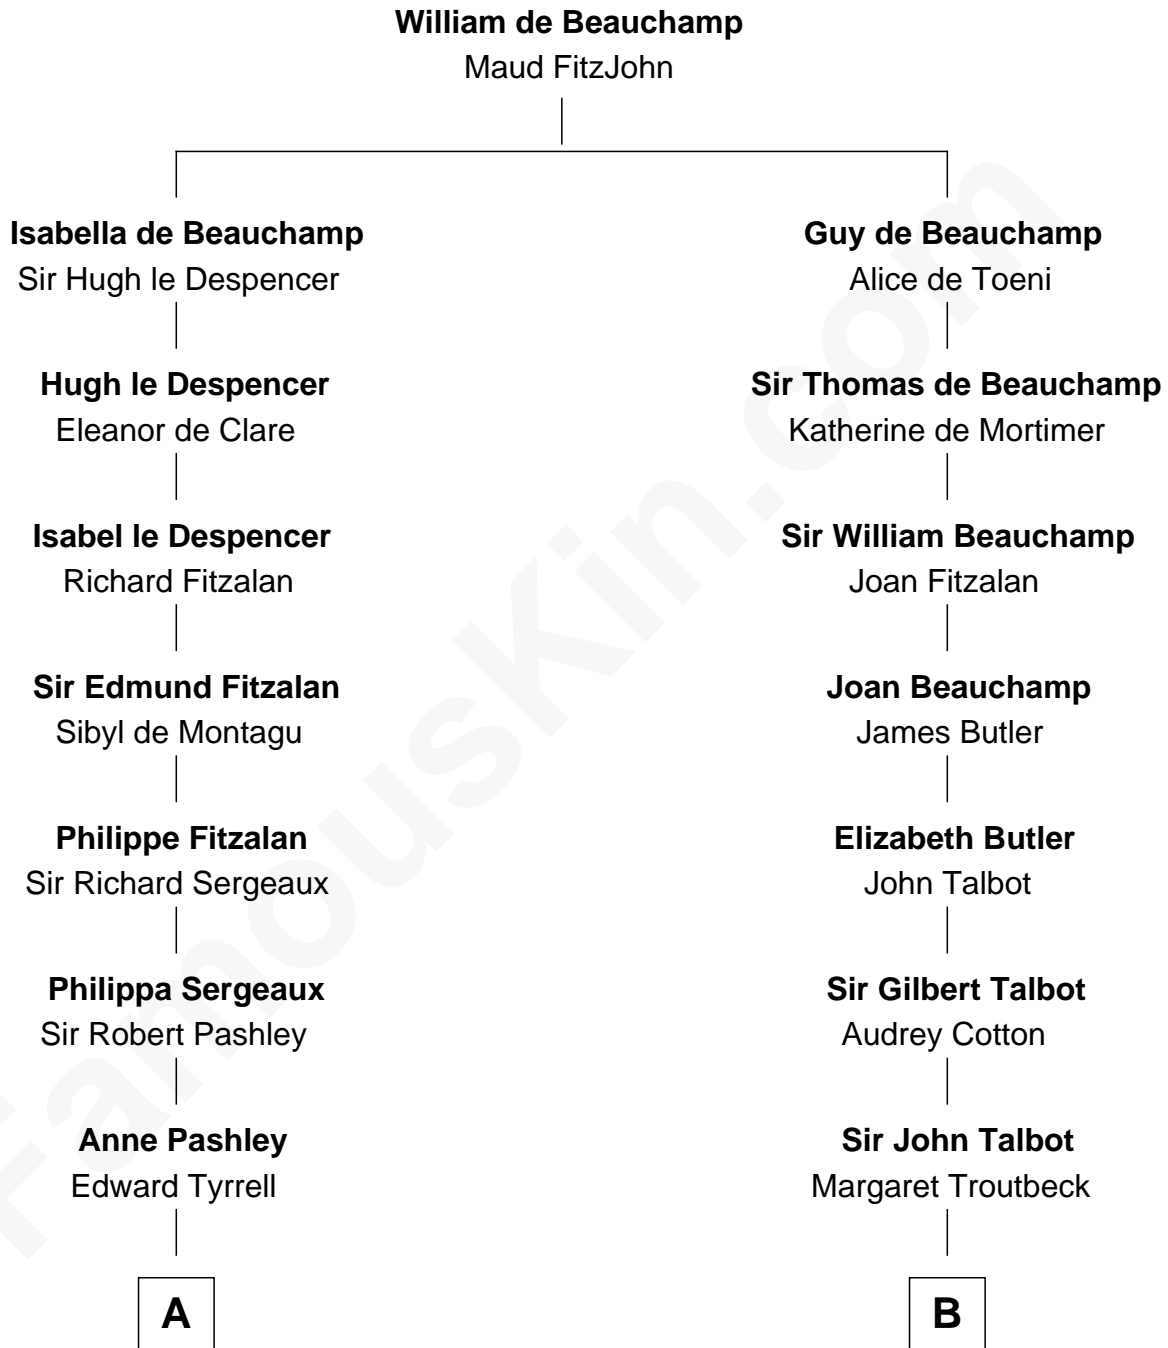 William de Beauchamp
Maud FitzJohn
Isabella de Beauchamp
Sir Hugh le Despencer
Guy de Beauchamp
Alice de Toeni
Hugh le Despencer
Eleanor de Clare
Sir Thomas de Beauchamp
Katherine de Mortimer
Isabel le Despencer
Richard Fitzalan
Sir William Beauchamp
Joan Fitzalan
Sir Edmund Fitzalan
Sibyl de Montagu
Joan Beauchamp
James Butler
Philippe Fitzalan
Sir Richard Sergeaux
Elizabeth Butler
John Talbot
Philippa Sergeaux
Sir Robert Pashley
Sir Gilbert Talbot
Audrey Cotton
Anne Pashley
Edward Tyrrell
Sir John Talbot
Margaret Troutbeck
A
B
FamousKin.com